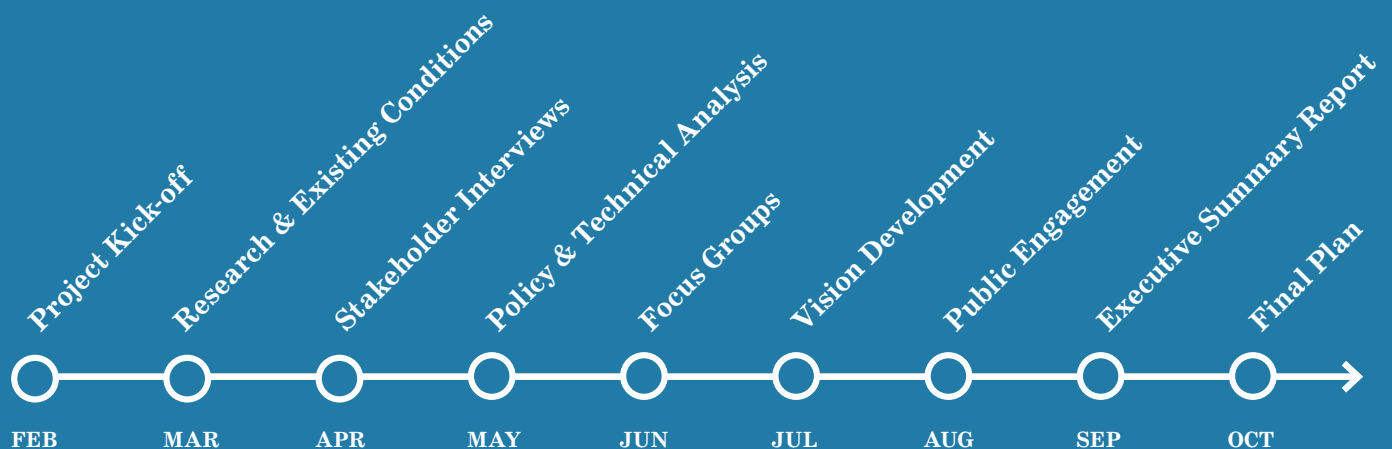 Project Kick-off
Research & Existing Conditions
Stakeholder Interviews
Policy & Technical Analysis
Focus Groups
Vision Development
Public Engagement
Executive Summary Report
Final Plan
FEB
MAR
APR
MAY
JUN
JUL
AUG
SEP
OCT